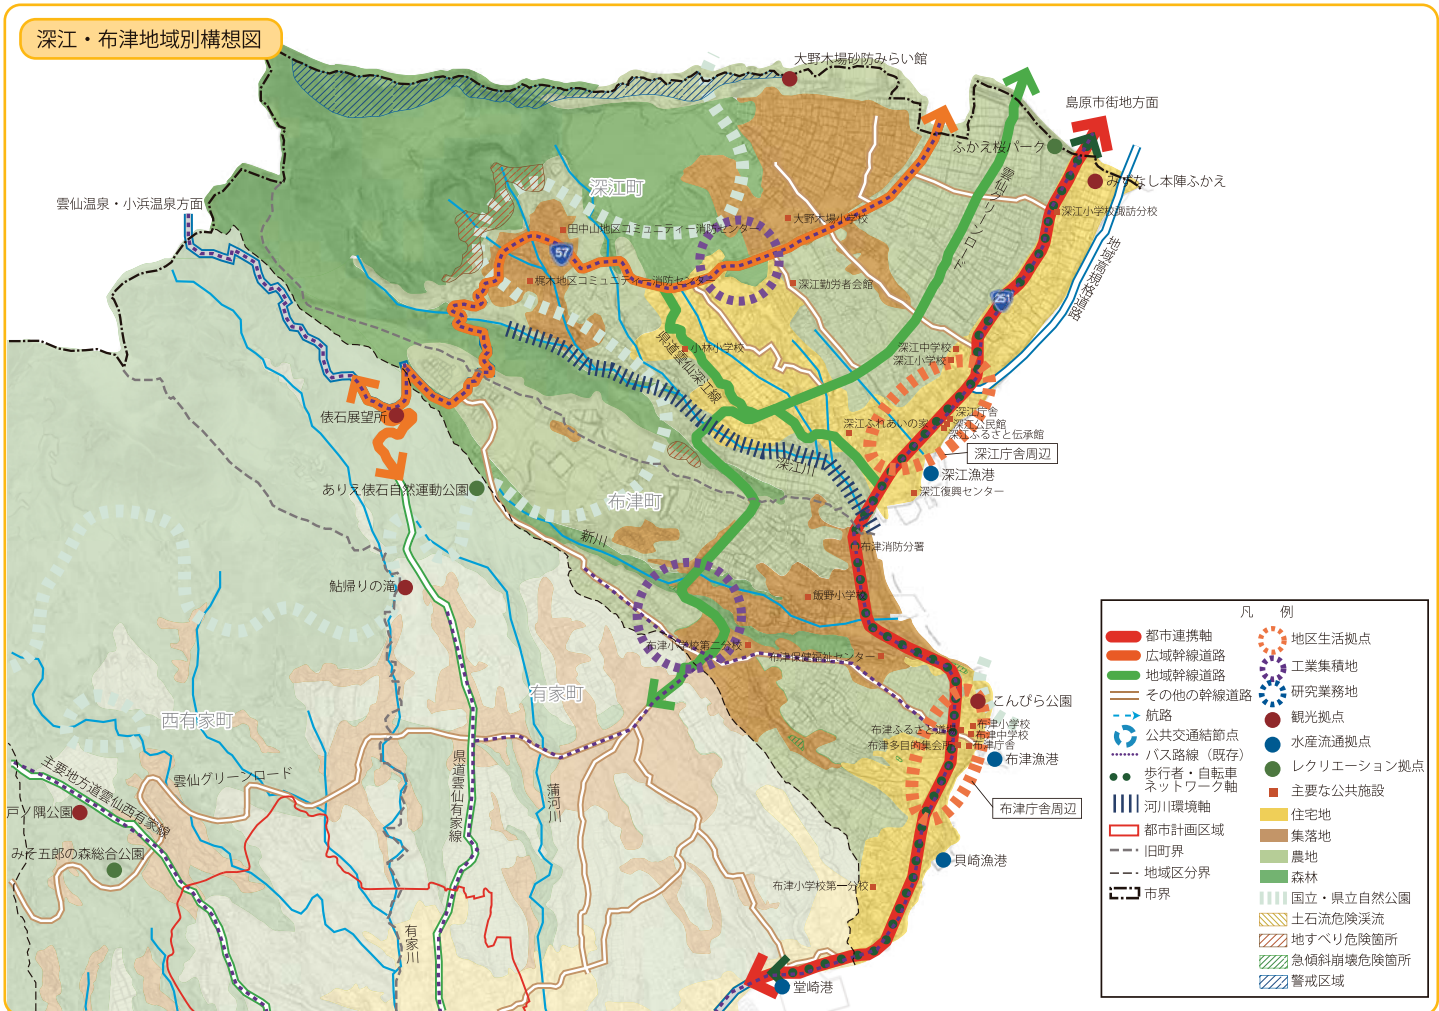 深江・布津地域別構想図
大野木場砂防みらい館
島原市街地方面
ふかえ桜パーク
みずなし本陣ふかえ
深江町
雲仙温泉・小浜温泉方面
雲仙グリーンロード
深江小学校諏訪分校
大野木場小学校
田中山地区コミュニティー消防センター
57
地域高規格道路
梶木地区コミュニティー消防センター
深江勤労者会館
251
県道雲仙深江線
小林小学校
深江中学校
深江小学校
俵石展望所
深江ふれあいの家
深江庁舎
深江公民館
深江ふるさと伝承館
深江庁舎周辺
深江川
深江漁港
ありえ俵石自然運動公園
深江復興センター
布津町
新川
布津消防分署
鮎帰りの滝
飯野小学校
布津小学校第二分校
布津保健福祉センター
有家町
こんぴら公園
西有家町
布津ふるさと道場
布津小学校
布津中学校
布津多目的集会所
布津庁舎
布津漁港
主要地方道雲仙西有家線
雲仙グリーンロード
県道雲仙有家線
蒲河川
戸ノ隅公園
布津庁舎周辺
みそ五郎の森総合公園
貝崎漁港
布津小学校第一分校
有家川
堂崎港
凡　例
都市連携軸
広域幹線道路
地域幹線道路
その他の幹線道路
航路
公共交通結節点
バス路線（既存）
歩行者・自転車
ネットワーク軸
河川環境軸
都市計画区域
旧町界
地域区分界
市界
地区生活拠点
工業集積地
研究業務地
観光拠点
水産流通拠点
レクリエーション拠点
主要な公共施設
住宅地
集落地
農地
森林
国立・県立自然公園
土石流危険渓流
地すべり危険箇所
急傾斜崩壊危険箇所
警戒区域